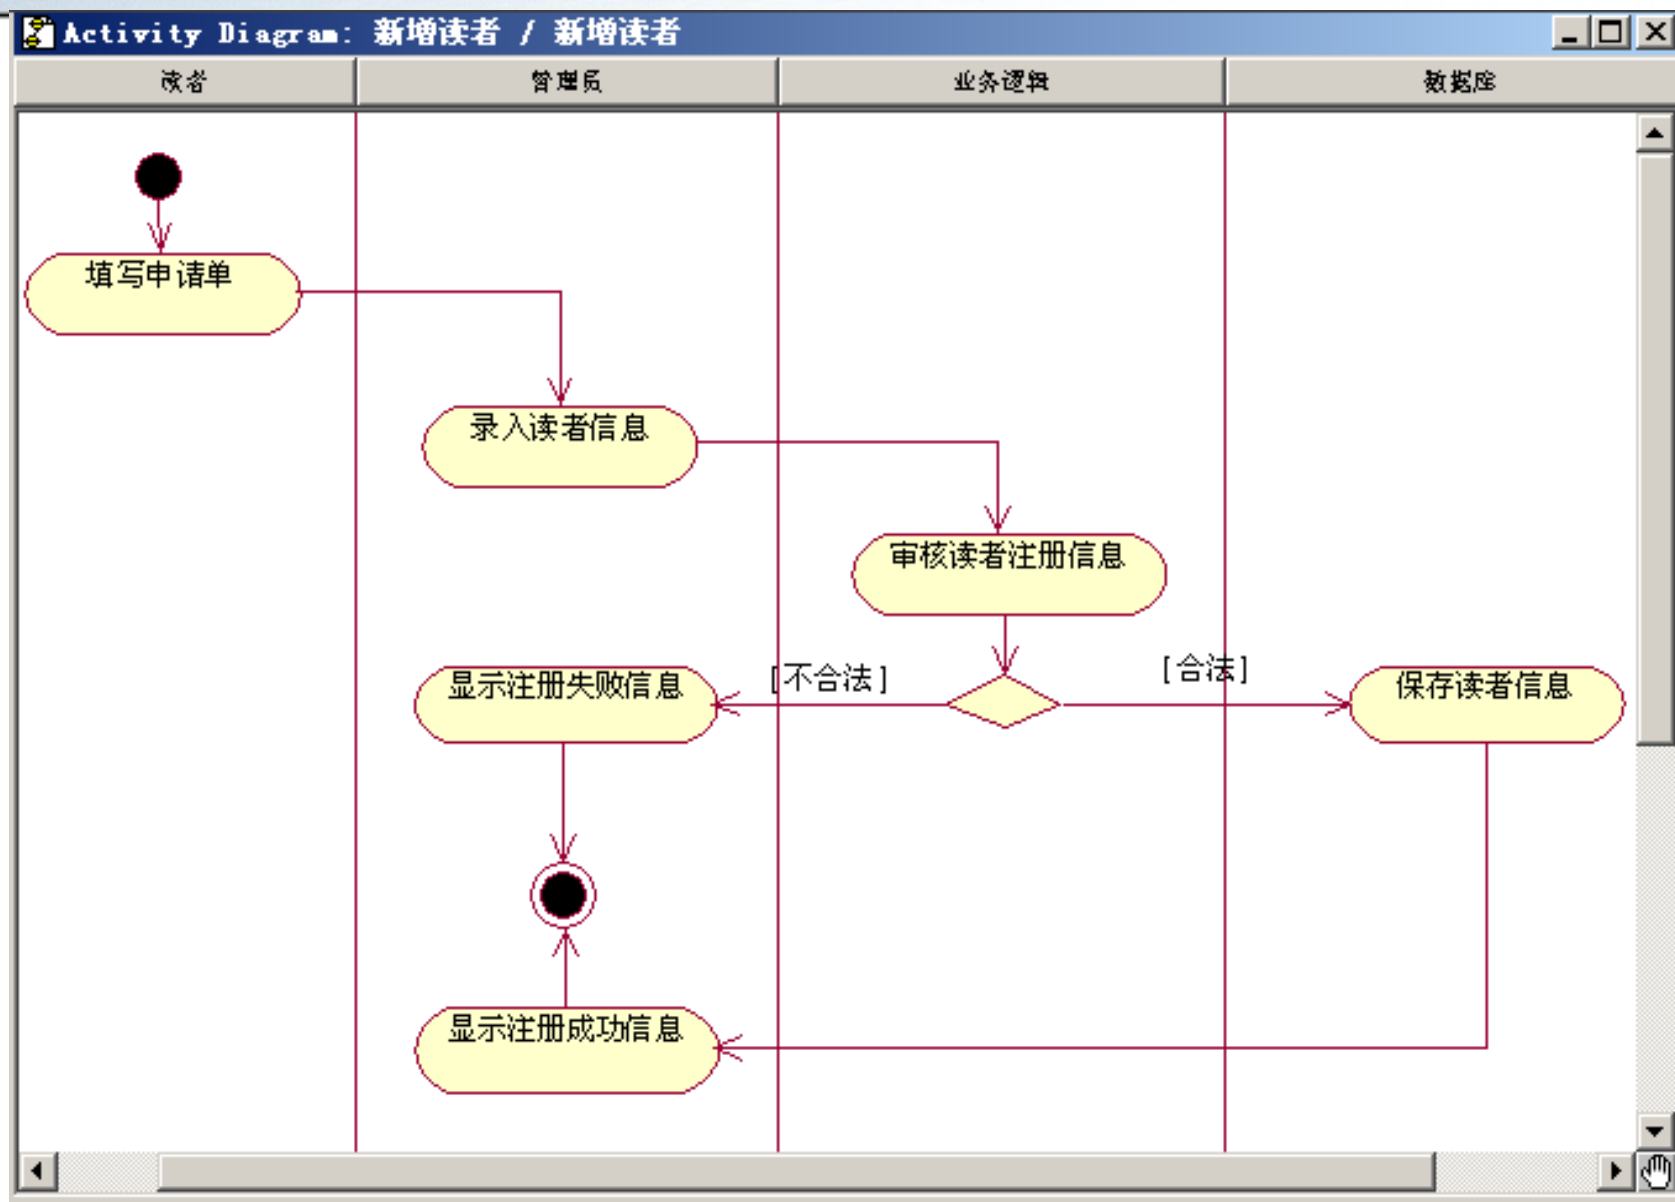 Activity Diagram: 新增读者 / 新增读者
读者
管理员
业务逻辑
数据库
填写申请单
录入读者信息
审核读者注册信息
[不合法]
[合法]
显示注册失败信息
保存读者信息
显示注册成功信息